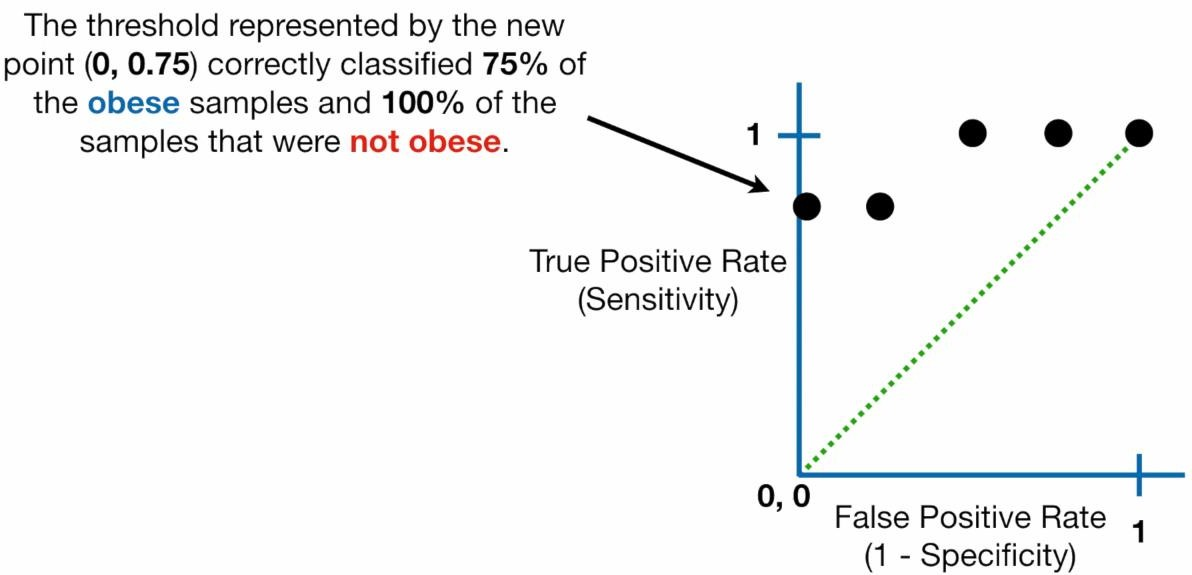 The threshold represented by the new
point (0, 0.75) correctly classified 75% of
the obese samples and 100% of the
samples that were not obese.
1
True Positive Rate
(Sensitivity)
0, 0
False Positive Rate
(1 - Specificity)
1